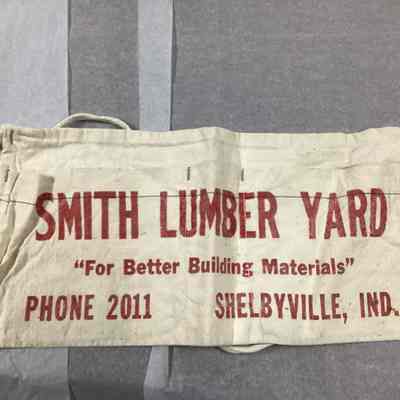 SMITH LUMBER YARD
"For Better Building Materials"
PHONE 2011 SHELBYVILLE, IND.